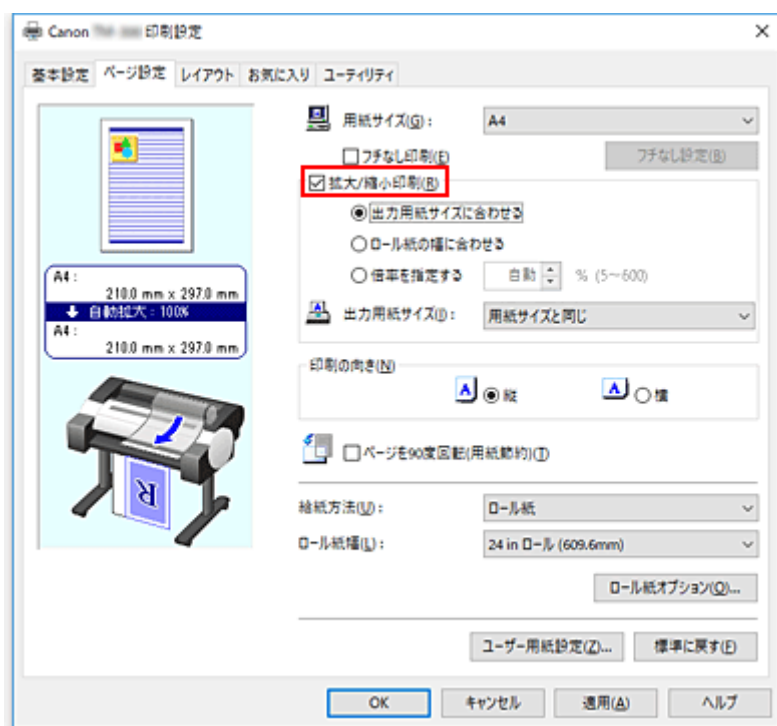 Canon 印刷設定
基本設定 ページ設定 レイアウト お気に入り ユーティリティ
用紙サイズ(G): A4
フチなし印刷(F) フチなし設定(B)
拡大/縮小印刷(R)
出力用紙サイズに合わせる
ロール紙の幅に合わせる
倍率を指定する 自動 % (5～600)
出力用紙サイズ(I): 用紙サイズと同じ
A4:
210.0 mm x 297.0 mm
自動拡大:100%
A4:
210.0 mm x 297.0 mm
R
印刷の向き(N)
A 縦 A 横
ページを90度回転(用紙節約)(T)
給紙方法(U): ロール紙
ロール紙幅(L): 24 in ロール (609.6mm)
ロール紙オプション(O)...
ユーザー用紙設定(Z)... 標準に戻す(E)
OK キャンセル 適用(A) ヘルプ